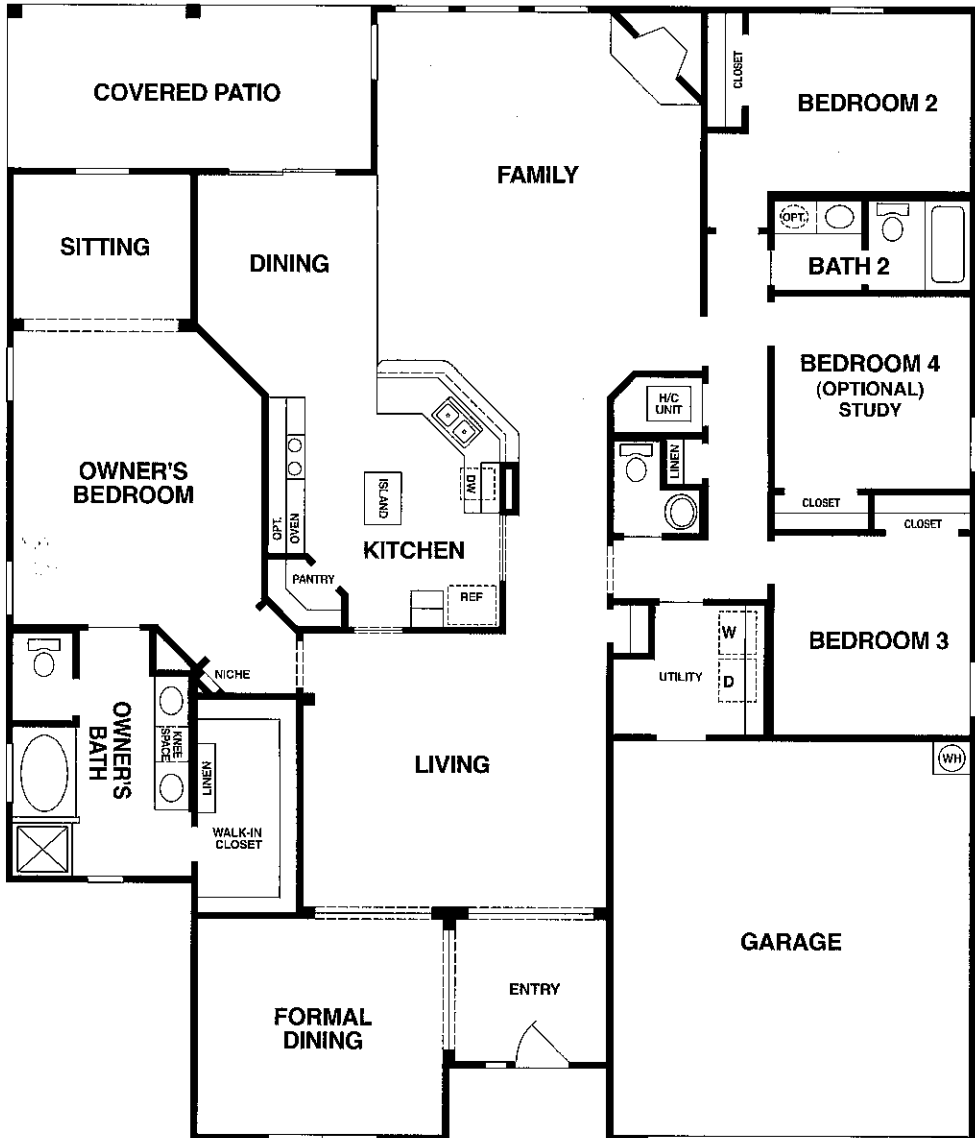 COVERED PATIO
CLOSET
BEDROOM 2
FAMILY
SITTING
DINING
OPT.
BATH 2
BEDROOM 4
(OPTIONAL)
STUDY
H/C
UNIT
OWNER'S
BEDROOM
LINEN
DW
ISLAND
OPT.
OVEN
CLOSET
CLOSET
KITCHEN
PANTRY
REF
W
D
UTILITY
BEDROOM 3
NICHE
OWNER'S
BATH
KNEE
SPACE
LINEN
LIVING
WH
WALK-IN
CLOSET
GARAGE
ENTRY
FORMAL
DINING